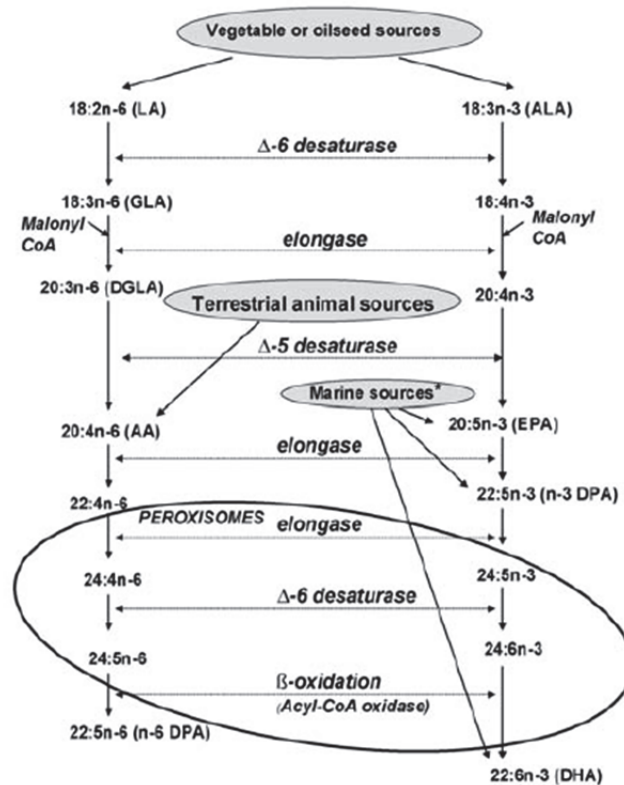 Vegetable or oilseed sources
18:2n-6 (LA)
18:3n-3 (ALA)
Δ-6 desaturase
18:3n-6 (GLA)
18:4n-3
Malonyl
CoA
Malonyl
CoA
elongase
20:3n-6 (DGLA)
20:4n-3
Terrestrial animal sources
Δ-5 desaturase
Marine sources*
20:4n-6 (AA)
20:5n-3 (EPA)
elongase
22:4n-6
22:5n-3 (n-3 DPA)
PEROXISOMES
elongase
24:4n-6
24:5n-3
Δ-6 desaturase
24:5n-6
24:6n-3
ß-oxidation
(Acyl-CoA oxidase)
22:5n-6 (n-6 DPA)
22:6n-3 (DHA)